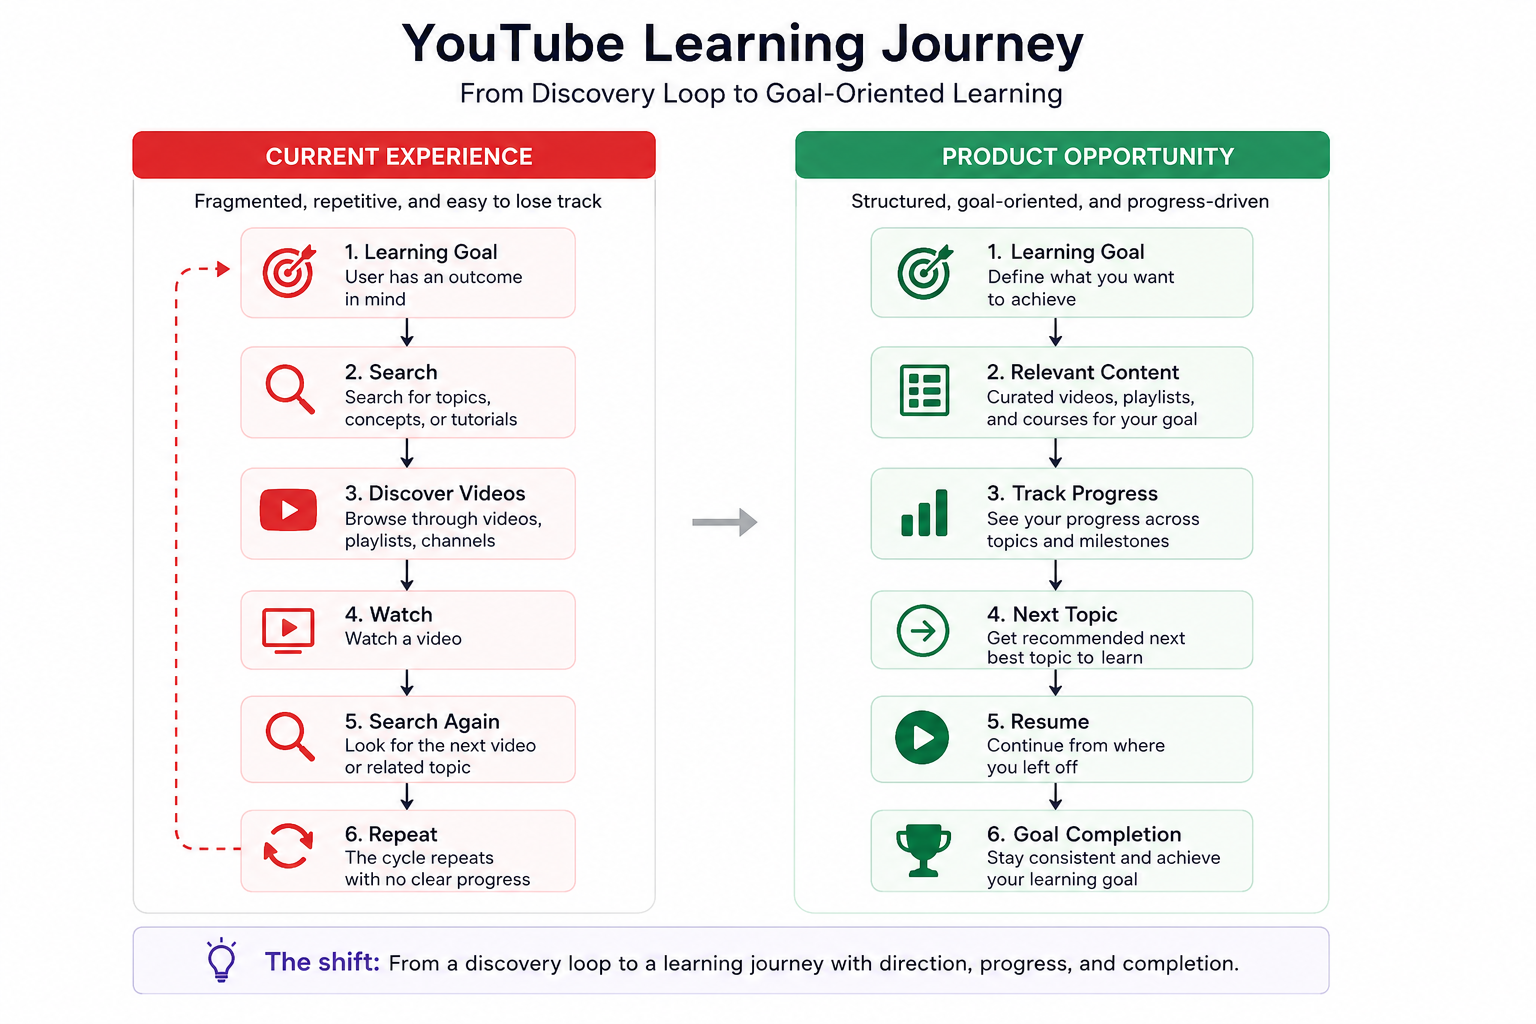 YouTube Learning Journey
From Discovery Loop to Goal-Oriented Learning
CURRENT EXPERIENCE
Fragmented, repetitive, and easy to lose track
1. Learning Goal
User has an outcome
in mind
2. Search
Search for topics,
concepts, or tutorials
3. Discover Videos
Browse through videos,
playlists, channels
4. Watch
Watch a video
5. Search Again
Look for the next video
or related topic
6. Repeat
The cycle repeats
with no clear progress
PRODUCT OPPORTUNITY
Structured, goal-oriented, and progress-driven
1. Learning Goal
Define what you want
to achieve
2. Relevant Content
Curated videos, playlists,
and courses for your goal
3. Track Progress
See your progress across
topics and milestones
4. Next Topic
Get recommended next
best topic to learn
5. Resume
Continue from where
you left off
6. Goal Completion
Stay consistent and achieve
your learning goal
The shift: From a discovery loop to a learning journey with direction, progress, and completion.